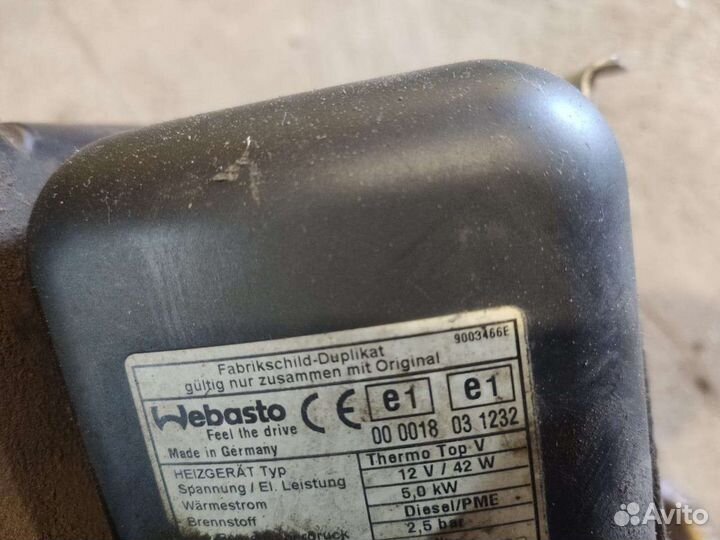 9003466E
Fabrikschild-Duplikat
gültig nur zusammen mit Original
Webasto CE e1 e1
Feel the drive 00 0018 03 1232
Made in Germany
HEIZGERÄT Typ Thermo Top V
Spannung / El. Leistung 12 V / 42 W
Wärmestrom 5,0 kW
Brennstoff Diesel/PME
2,5 bar
Avito